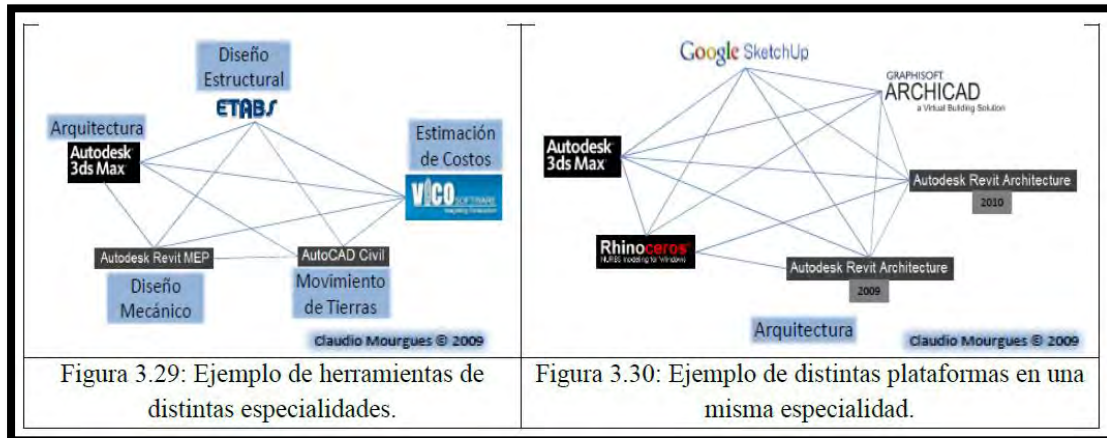 Diseño
Estructural
ETABS
Arquitectura
Autodesk
3ds Max
Estimación
de Costos
VICO SOFTWARE
Autodesk Revit MEP
AutoCAD Civil
Diseño
Mecánico
Movimiento
de Tierras
Claudio Mourgues © 2009
Figura 3.29: Ejemplo de herramientas de
distintas especialidades.
Google SketchUp
GRAPHISOFT
ARCHICAD
a Virtual Building Solution
Autodesk
3ds Max
Autodesk Revit Architecture
2010
Rhinoceros
NURBS modeling for Windows
Autodesk Revit Architecture
2009
Arquitectura
Claudio Mourgues © 2009
Figura 3.30: Ejemplo de distintas plataformas en una
misma especialidad.